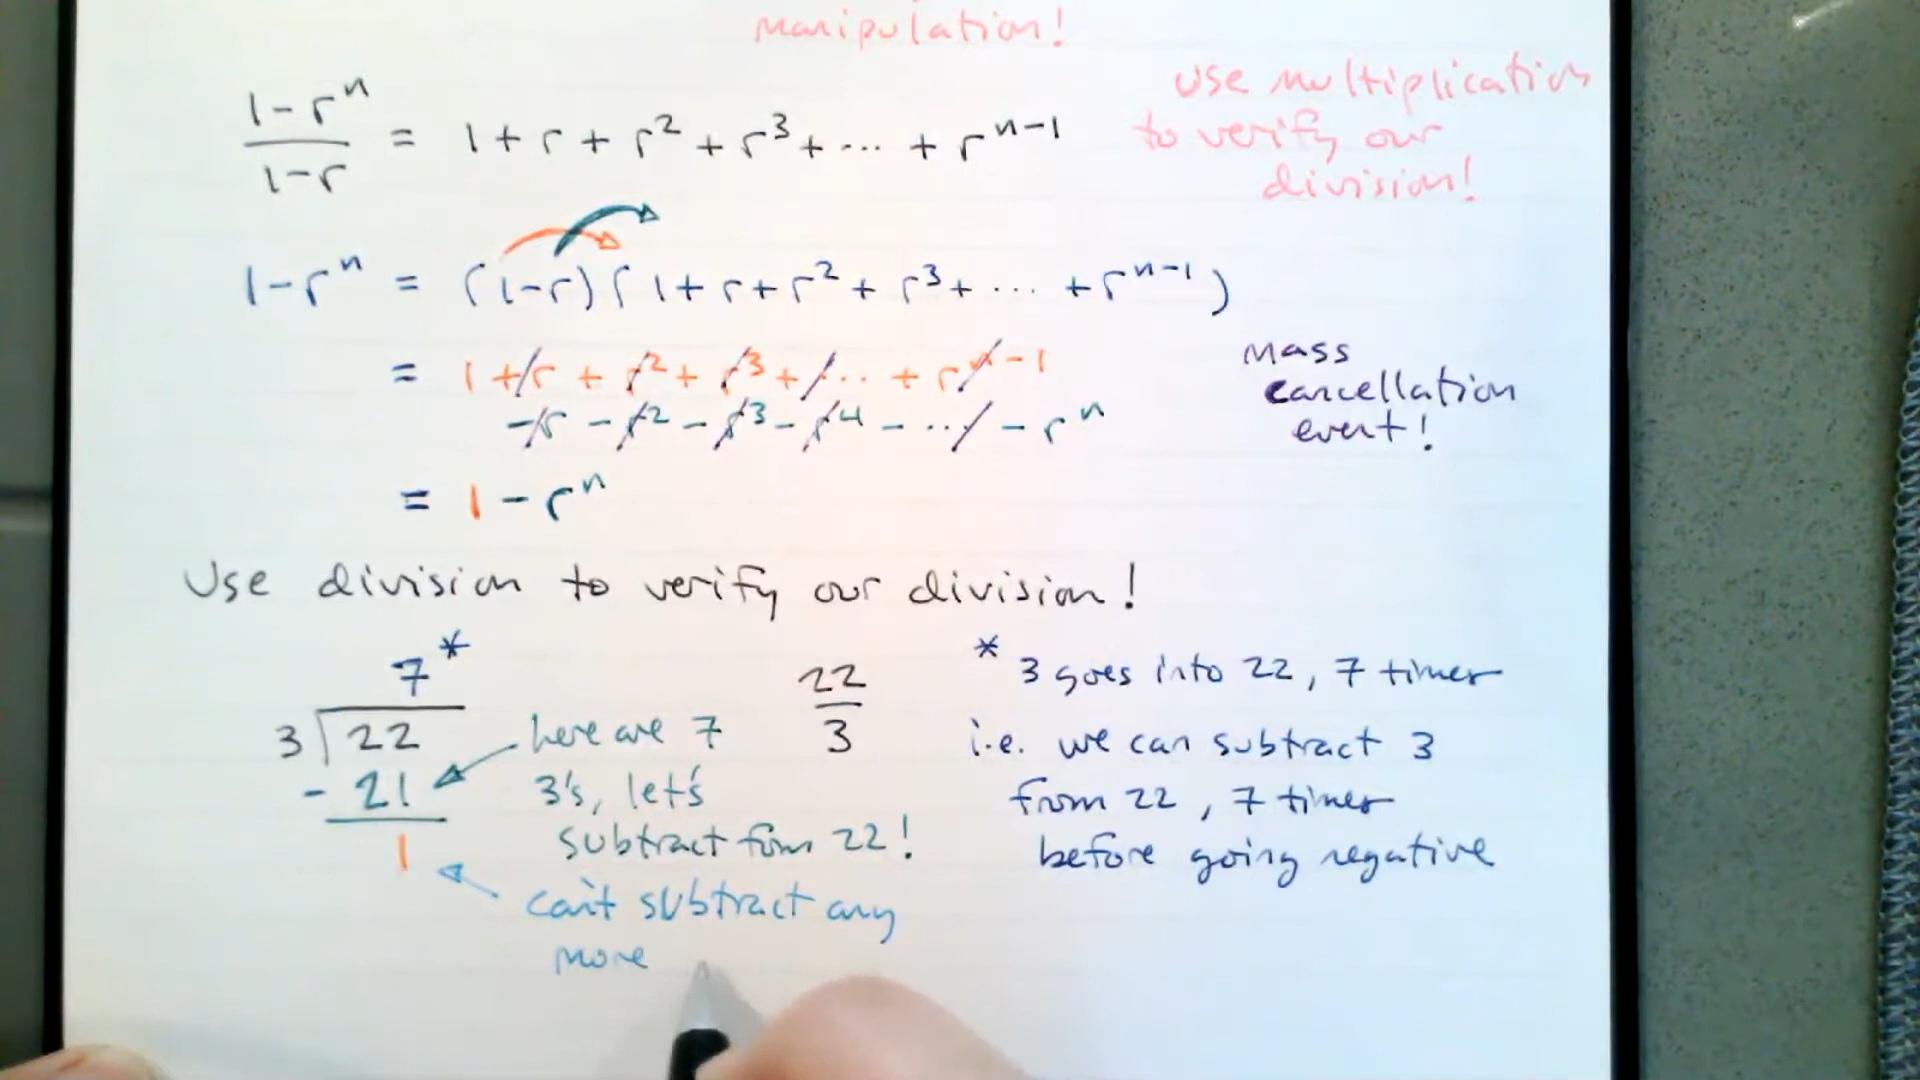 manipulation!
use multiplication
to verify our
division!
\frac{1-r^n}{1-r} = 1+r+r^2+r^3+...+r^{n-1}
1-r^n = (1-r)(1+r+r^2+r^3+...+r^{n-1})
= 1+r+r^2+r^3+...+r^{n-1}
-r-r^2-r^3-r^4-...-r^n
mass
cancellation
event!
= 1-r^n
Use division to verify our division!
7*
3 22
-21
1
here are 7
3's, let's
subtract from 22!
can't subtract any
more
\frac{22}{3}
* 3 goes into 22, 7 times
i.e. we can subtract 3
from 22, 7 times
before going negative